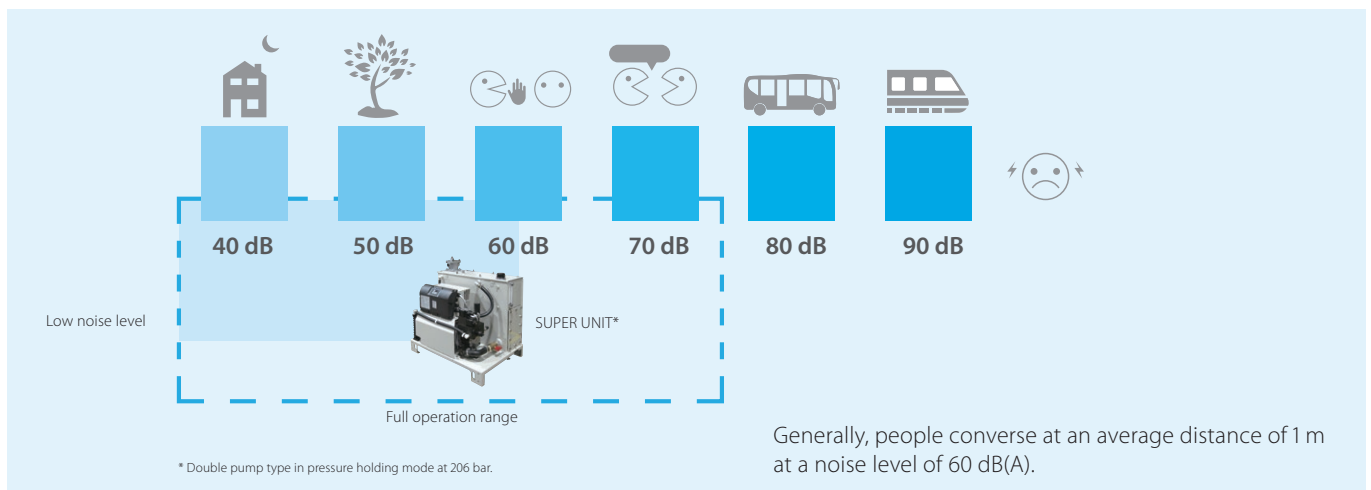 40 dB
50 dB
60 dB
70 dB
80 dB
90 dB
Low noise level
SUPER UNIT*
Full operation range
Generally, people converse at an average distance of 1 m
at a noise level of 60 dB(A).
* Double pump type in pressure holding mode at 206 bar.